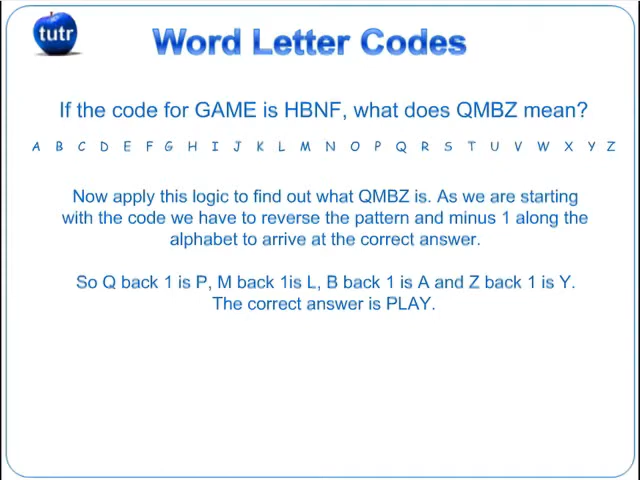 tutr
Word Letter Codes
If the code for GAME is HBNF, what does QMBZ mean?
A B C D E F G H I J K L M N O P Q R S T U V W X Y Z
Now apply this logic to find out what QMBZ is. As we are starting
with the code we have to reverse the pattern and minus 1 along the
alphabet to arrive at the correct answer.
So Q back 1 is P, M back 1is L, B back 1 is A and Z back 1 is Y.
The correct answer is PLAY.